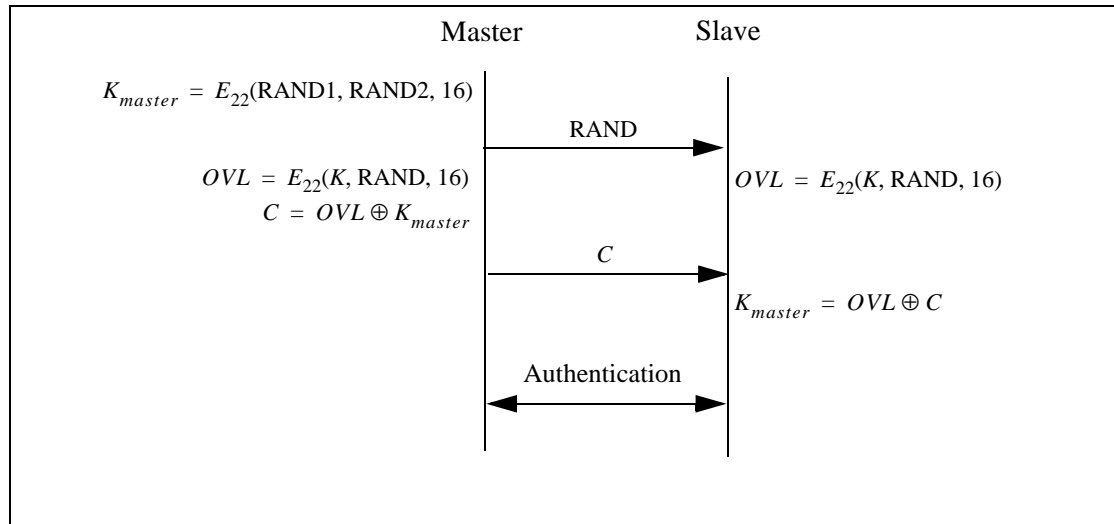 Master Slave
K_master = E_22(RAND1, RAND2, 16)
RAND
OVL = E_22(K, RAND, 16) OVL = E_22(K, RAND, 16)
C = OVL ⊕ K_master
C
K_master = OVL ⊕ C
Authentication